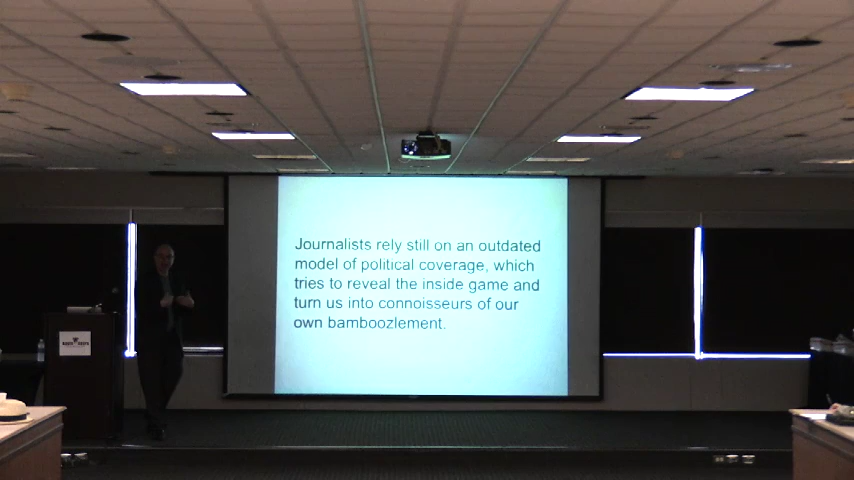 Journalists rely still on an outdated
model of political coverage, which
tries to reveal the inside game and
turn us into connoisseurs of our
own bamboozlement.